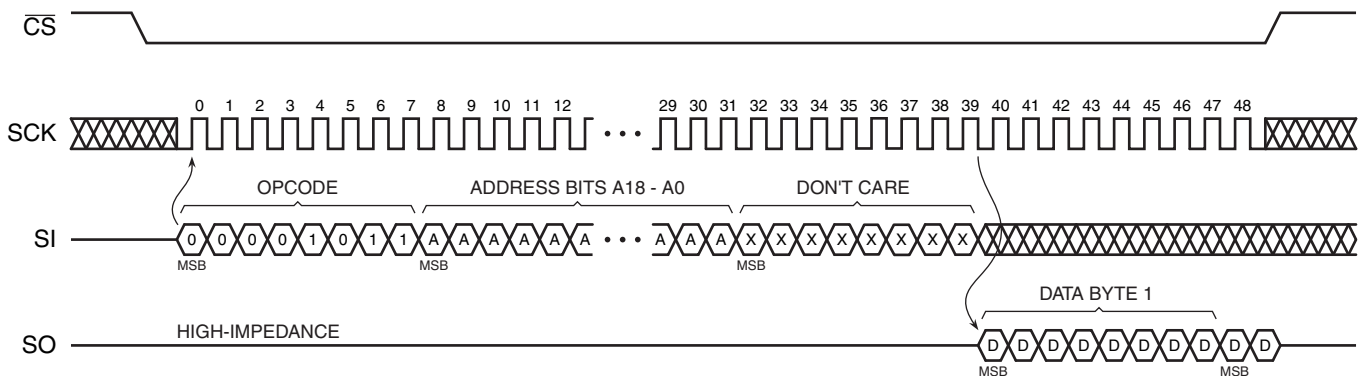 CS
0 1 2 3 4 5 6 7 8 9 10 11 12 29 30 31 32 33 34 35 36 37 38 39 40 41 42 43 44 45 46 47 48
SCK • • •
OPCODE ADDRESS BITS A18 - A0 DON'T CARE
SI 0 0 0 0 1 0 1 1 A A A A A A • • • A A A X X X X X X X X
MSB MSB MSB
DATA BYTE 1
HIGH-IMPEDANCE
SO D D D D D D D D D D
MSB MSB